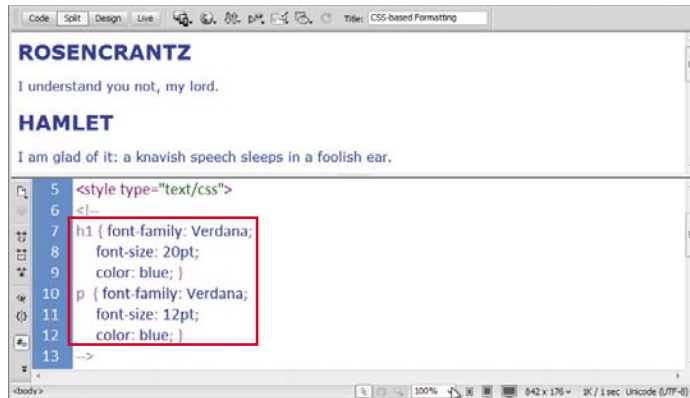 Code Split Design Live Title: CSS-based Formatting
ROSENCRANTZ
I understand you not, my lord.
HAMLET
I am glad of it: a knavish speech sleeps in a foolish ear.
5 <style type="text/css">
6 <!--
7 h1 { font-family: Verdana;
8 font-size: 20pt;
9 color: blue; }
10 p { font-family: Verdana;
11 font-size: 12pt;
12 color: blue; }
13 -->
<body> 100% 842 x 176 1K / 1 sec Unicode (UTF-8)